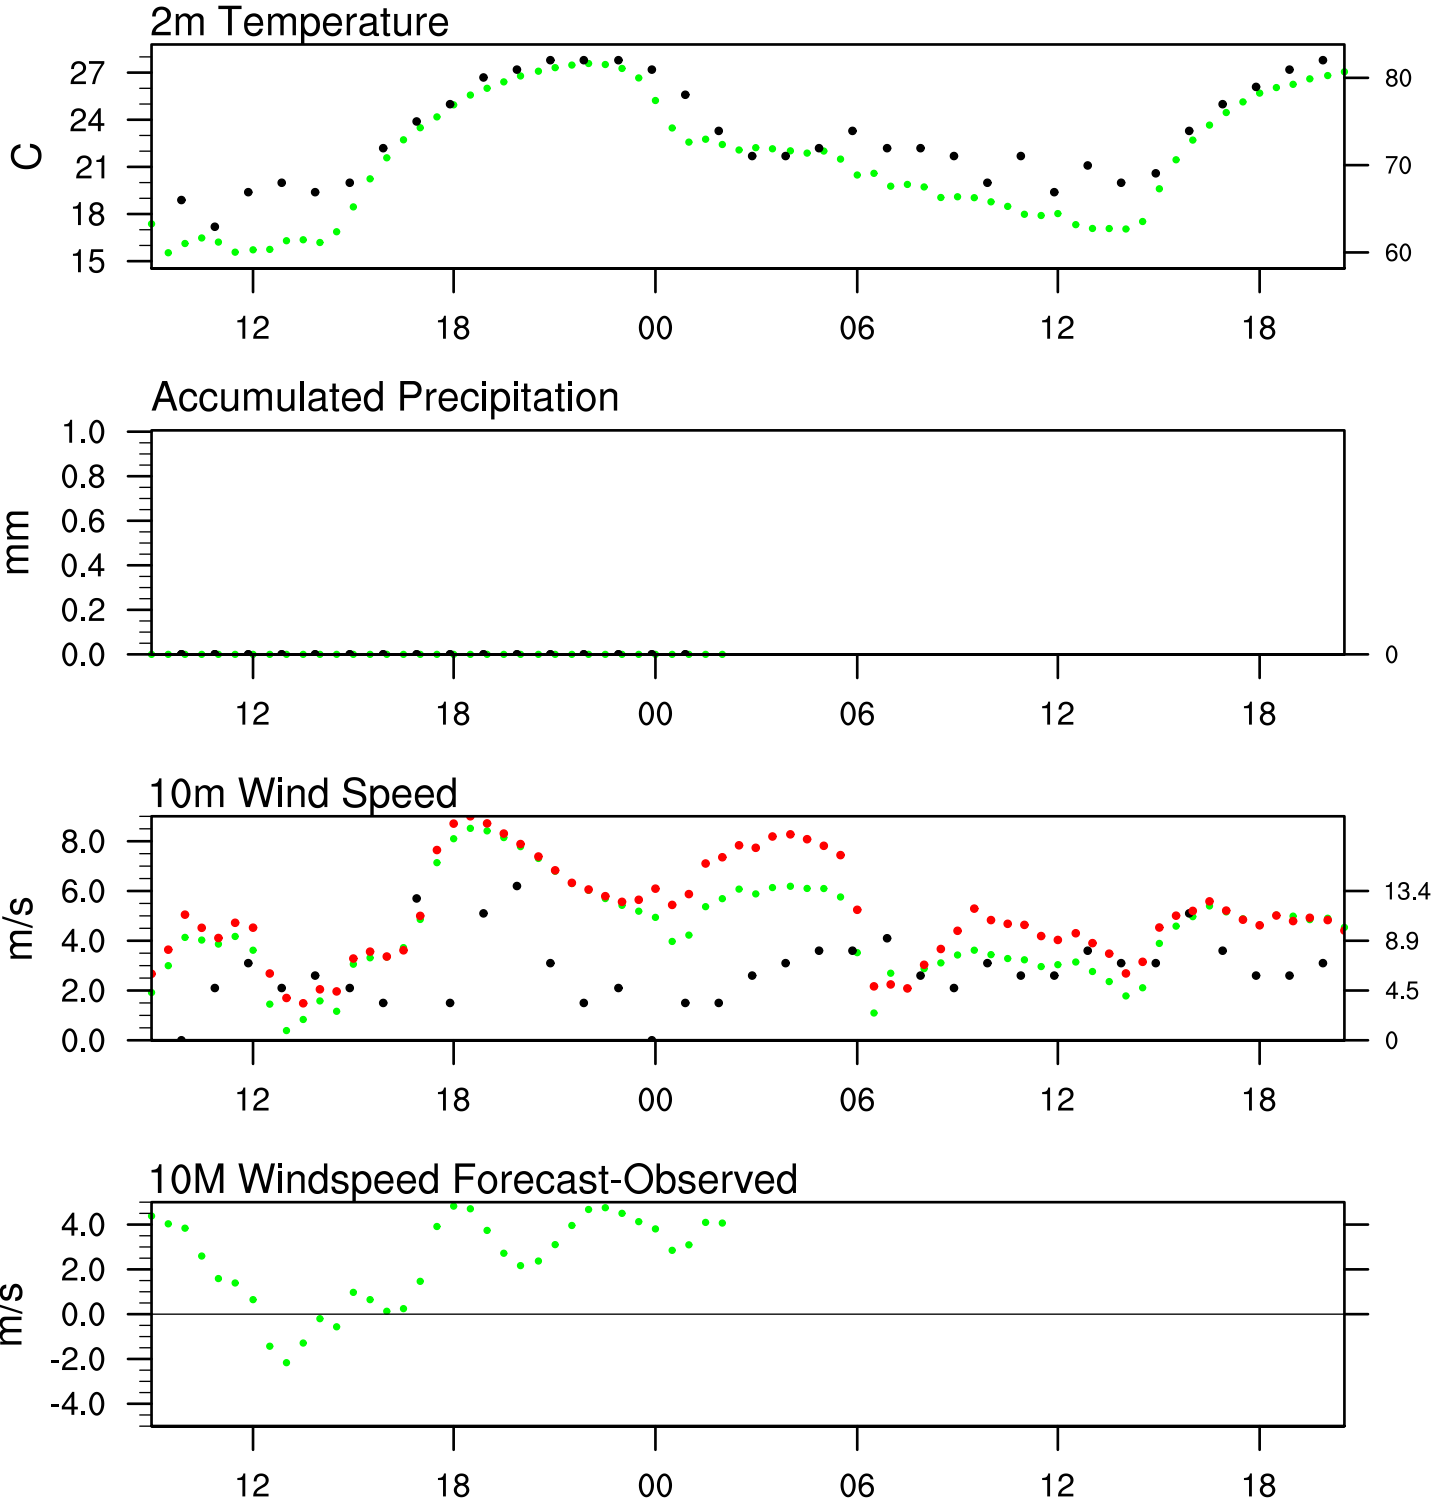 2m Temperature
27
24
21
18
15
C
80
70
60
12 18 00 06 12 18
Accumulated Precipitation
1.0
0.8
0.6
0.4
0.2
0.0
mm
0
12 18 00 06 12 18
10m Wind Speed
8.0
6.0
4.0
2.0
0.0
m/s
13.4
8.9
4.5
0
12 18 00 06 12 18
10M Windspeed Forecast-Observed
4.0
2.0
0.0
-2.0
-4.0
m/s
12 18 00 06 12 18